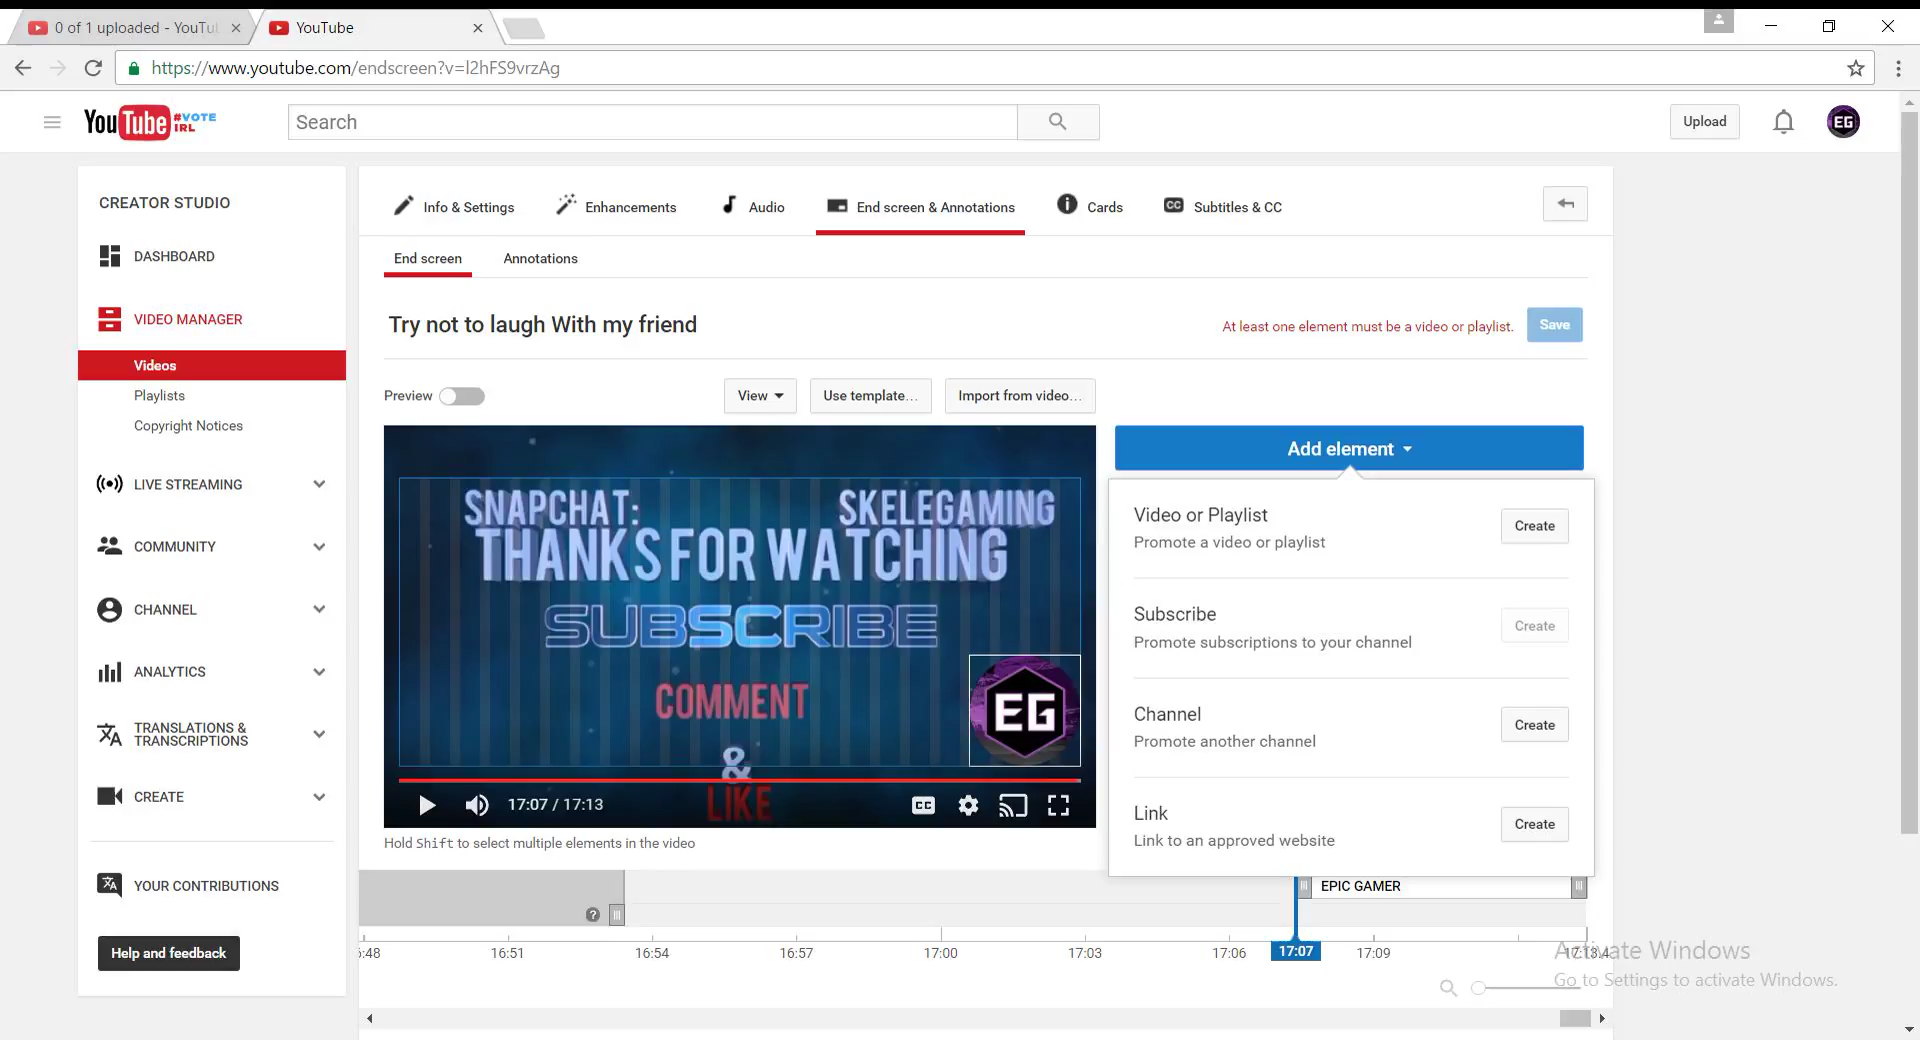 0 of 1 uploaded - YouTu
YouTube
https://www.youtube.com/endscreen?v=l2hFS9vrzAg
YouTube #VOTE IRL
Search
Upload
EG
CREATOR STUDIO
DASHBOARD
VIDEO MANAGER
Videos
Playlists
Copyright Notices
LIVE STREAMING
COMMUNITY
CHANNEL
ANALYTICS
TRANSLATIONS &
TRANSCRIPTIONS
CREATE
YOUR CONTRIBUTIONS
Help and feedback
Info & Settings
Enhancements
Audio
End screen & Annotations
Cards
CC Subtitles & CC
End screen
Annotations
Try not to laugh With my friend
At least one element must be a video or playlist.
Save
Preview
View
Use template...
Import from video...
SNAPCHAT: SKELEGAMING
THANKS FOR WATCHING
SUBSCRIBE
COMMENT
EG
&
LIKE
17:07 / 17:13
CC
Hold Shift to select multiple elements in the video
Add element
Video or Playlist
Promote a video or playlist
Create
Subscribe
Promote subscriptions to your channel
Create
Channel
Promote another channel
Create
Link
Link to an approved website
Create
EPIC GAMER
?
:48 16:51 16:54 16:57 17:00 17:03 17:06 17:07 17:09 17:13.4
Activate Windows
Go to Settings to activate Windows.